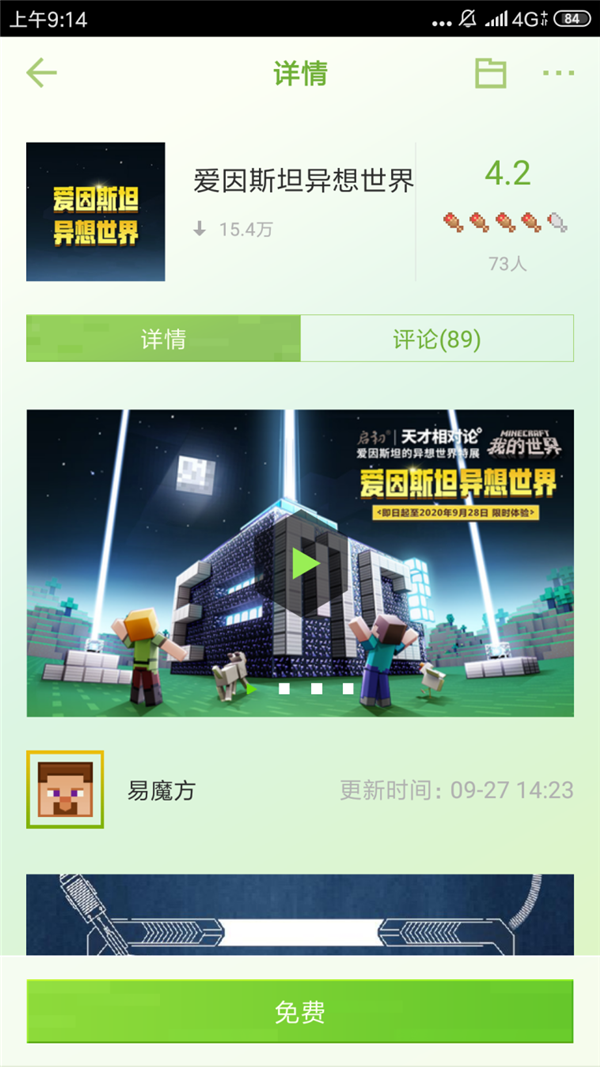 上午9:14
4G
84
详情
爱因斯坦
异想世界
爱因斯坦异想世界
15.4万
4.2
73人
详情
评论(89)
启初 | 天才相对论
爱因斯坦的异想世界特展
MINECRAFT
我的世界
爱因斯坦异想世界
即日起至2020年9月28日 限时体验
易魔方
更新时间：09-27 14:23
免费